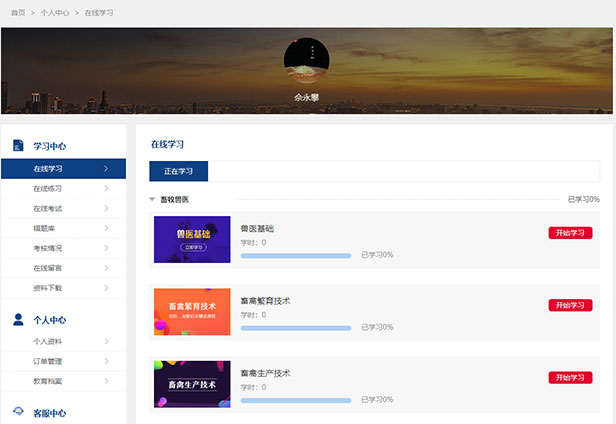 首页 > 个人中心 > 在线学习
佘永攀
学习中心
在线学习
在线练习
在线考试
错题库
考核情况
在线留言
资料下载
个人中心
个人资料
订单管理
教育档案
客服中心
在线学习
正在学习
畜牧兽医
已学习0%
兽医基础
立即学习
兽医基础
学时：0
已学习0%
开始学习
畜禽繁育技术
畜禽繁育技术
学时：0
已学习0%
开始学习
畜禽生产技术
畜禽生产技术
学时：0
已学习0%
开始学习